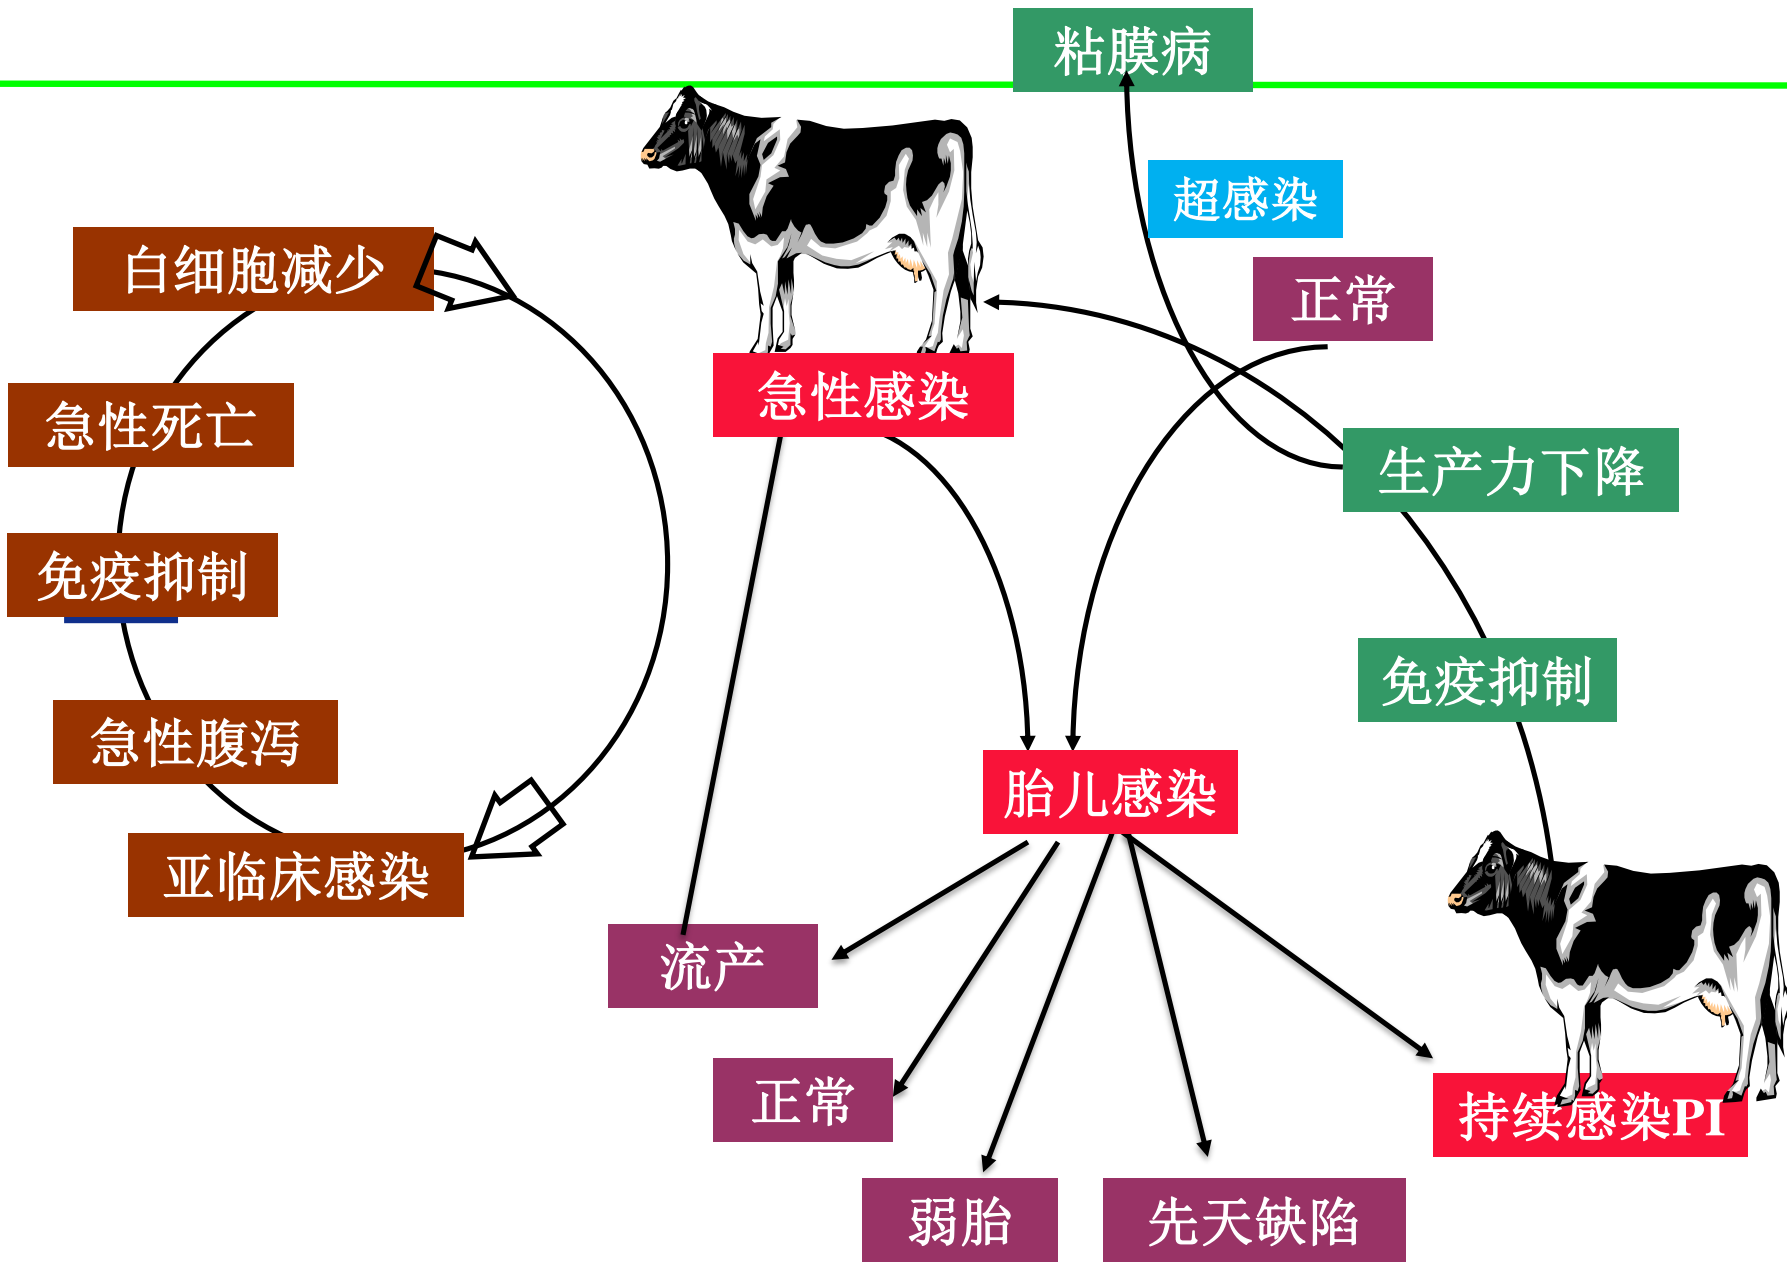 粘膜病
超感染
白细胞减少
正常
急性感染
急性死亡
生产力下降
免疫抑制
免疫抑制
急性腹泻
胎儿感染
亚临床感染
流产
正常
持续感染PI
弱胎
先天缺陷